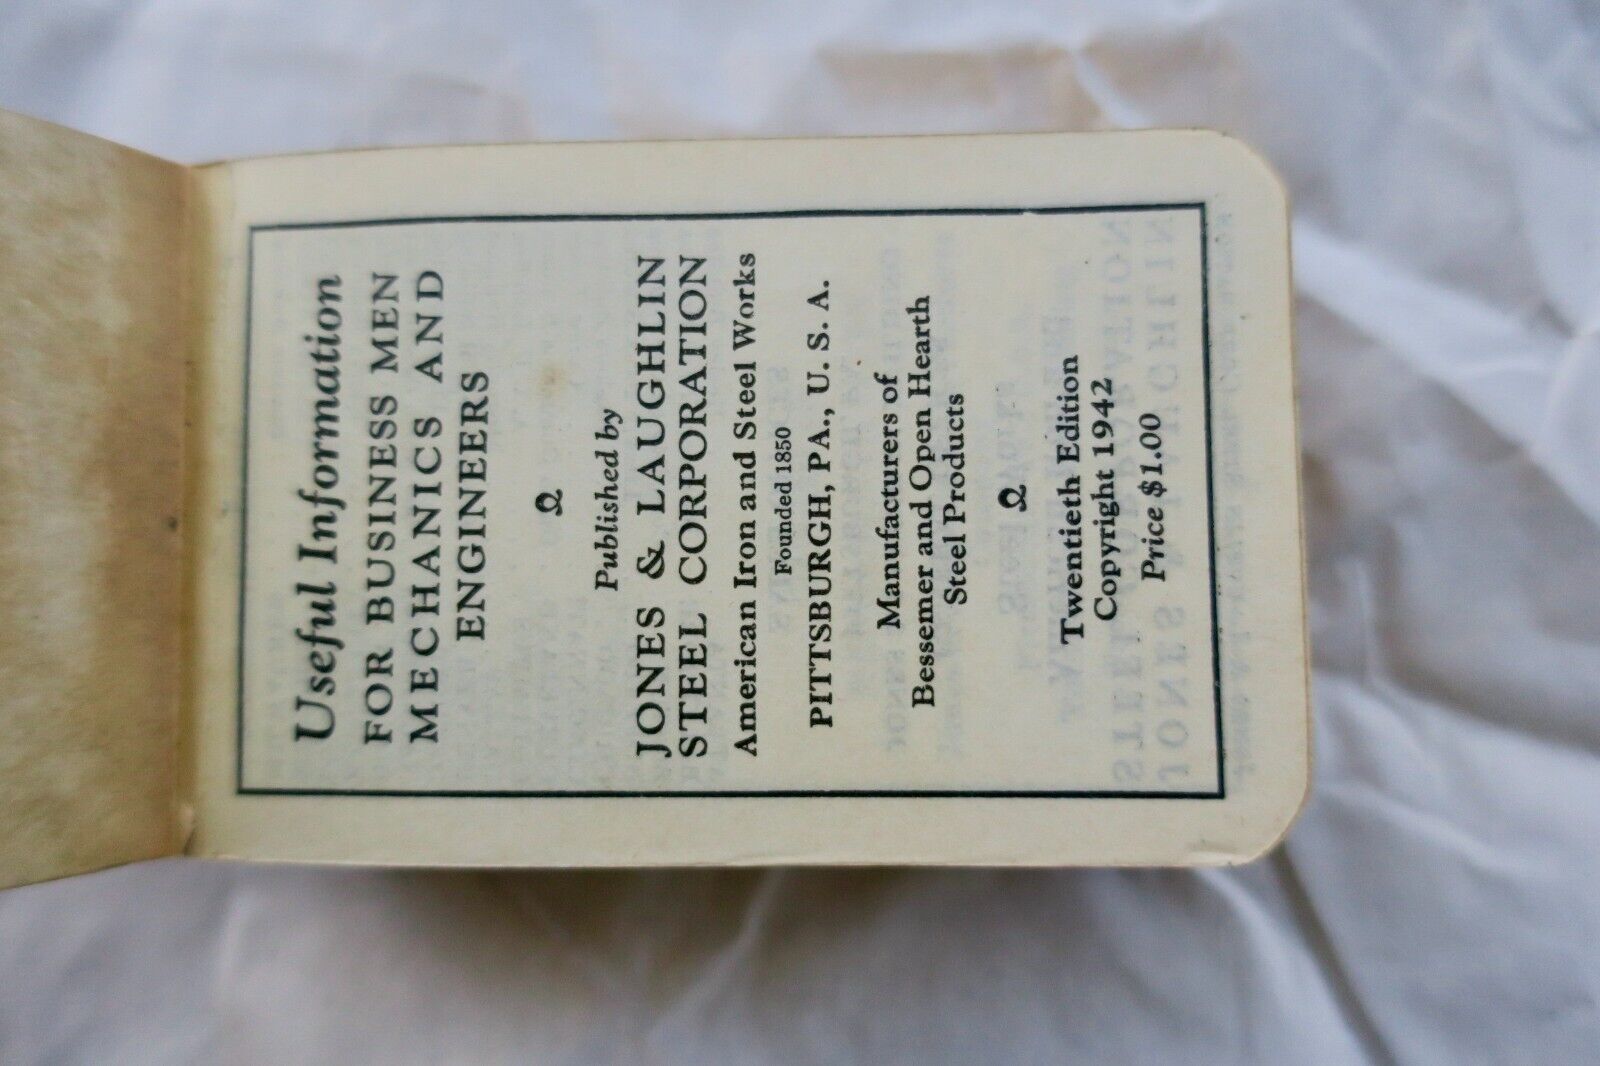 Useful Information
FOR BUSINESS MEN
MECHANICS AND
ENGINEERS
Published by
JONES & LAUGHLIN
STEEL CORPORATION
American Iron and Steel Works
Founded 1850
PITTSBURGH, PA., U. S. A.
Manufacturers of
Bessemer and Open Hearth
Steel Products
Twentieth Edition
Copyright 1942
Price $1.00